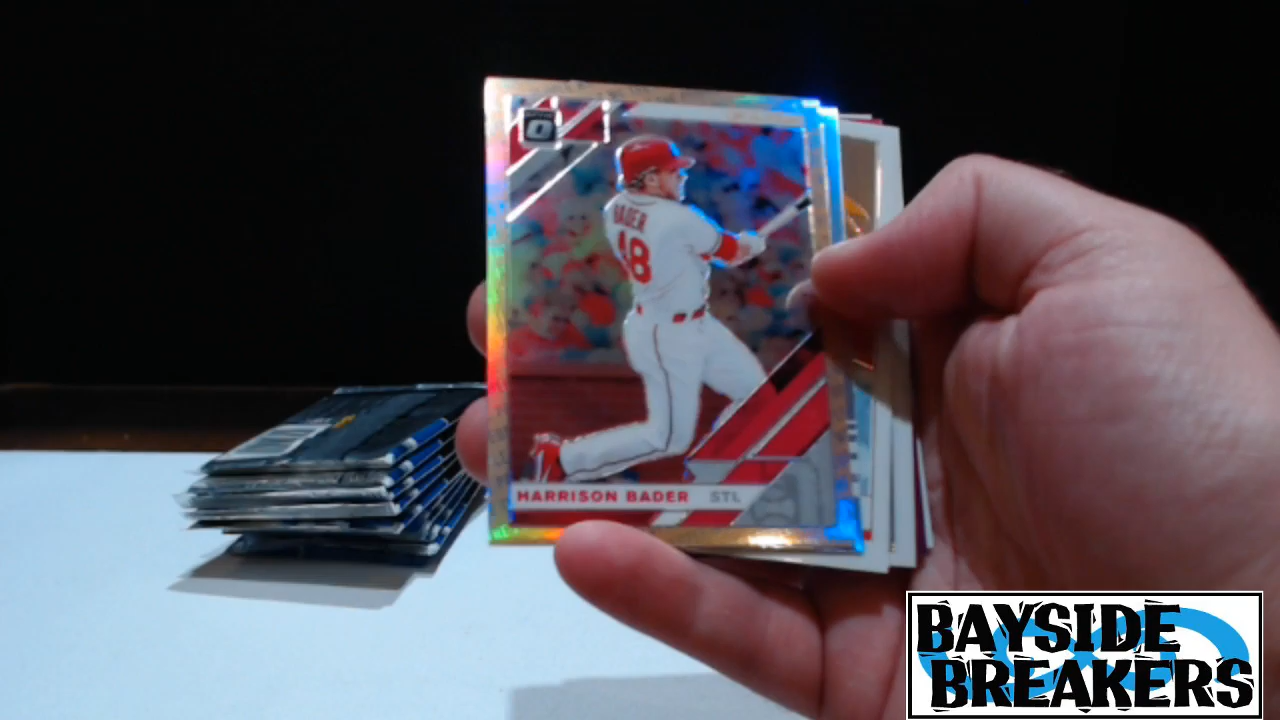 BADER
48
HARRISON BADER STL
BAYSIDE
BREAKERS